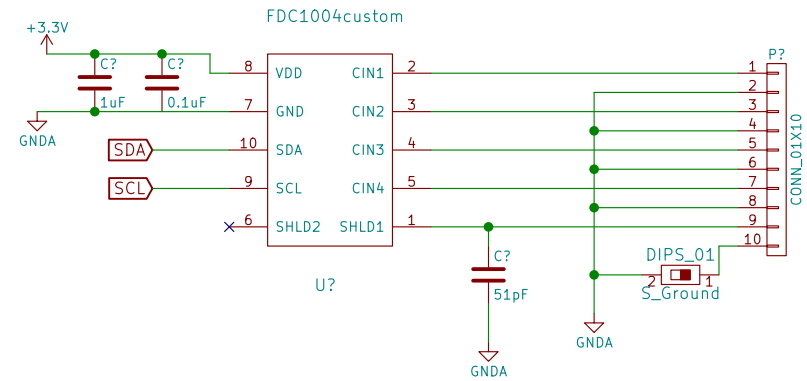 FDC1004custom
+3.3V
C?
1uF
C?
0.1uF
GNDA
SDA
SCL
8 VDD CIN1 2
7 GND CIN2 3
10 SDA CIN3 4
9 SCL CIN4 5
6 SHLD2 SHLD1 1
U?
C?
51pF
GNDA
P?
1
2
3
4
5
6
7
8
9
10
CONN_01X10
DIPS_01
2 1
S_Ground
GNDA